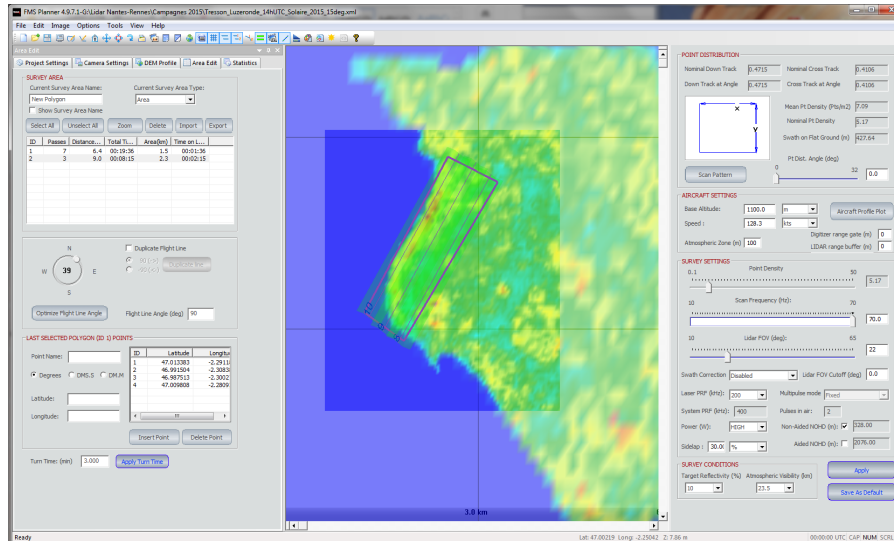 FMS Planner 4.9.7.1-G:\Lidar Nantes-Rennes\Campagnes 2015\Tresson_Luzeronde_14hUTC_Solaire_2015_15deg.xml
File Edit Image Options Tools Help
Area Edit
Project Settings Camera Settings DEM Profile Area Edit Statistics
SURVEY AREA
Current Survey Area Name: Current Survey Area Type:
New Polygon Area
Show Survey Area Name
Select All Unselect All Zoom Delete Import Export
ID Passes Distance... Total Ti... Area(km) Time on L...
1 7 6.4 00:19:36 1.5 00:01:36
2 3 9.0 00:08:15 2.3 00:02:15
N
W 39 E
S
Duplicate Flight Line
Optimize Flight Line Angle Flight Line Angle (deg) 90
LAST SELECTED POLYGON (ID 1) POINTS
Point Name:
Degrees DMS.S DM.M
Latitude:
Longitude:
ID Latitude Longitu
1 47.013383 -2.29118
2 46.991504 -2.30838
3 46.987513 -2.3002
4 47.009808 -2.2809
Insert Point Delete Point
Turn Time: (min) 3.000 Apply Turn Time
10
9
8
3.0 km
POINT DISTRIBUTION
Nominal Down Track 0.4715 Nominal Cross Track 0.4106
Down Track at Angle 0.4715 Cross Track at Angle 0.4106
X
Y
Mean Pt Density (Pts/m2) 7.09
Nominal Pt Density 5.17
Swath on Flat Ground (m) 427.64
Pt Dist. Angle (deg)
0 32 0.0
Scan Pattern
AIRCRAFT SETTINGS
Base Altitude: 1100.0 m Aircraft Profile Plot
Speed : 128.3 kts
Digitizer range gate (m) 0
Atmospheric Zone (m) 100 LIDAR range buffer (m) 0
SURVEY SETTINGS
Point Density
0.1 50 5.17
Scan Frequency (Hz):
10 70 70.0
Lidar FOV (deg):
10 65 22
Swath Correction Disabled Lidar FOV Cutoff (deg) 0.0
Laser PRF (kHz): 200 Multipulse mode Fixed
System PRF (kHz): 400 Pulses in air: 2
Power (W): HIGH Non-Aided NOHD (m): 328.00
Sidelap : 30.0 % Aided NOHD (m): 2076.00
SURVEY CONDITIONS
Target Reflectivity (%) Atmospheric Visibility (km)
10 23.5
Apply
Save As Default
Ready Lat: 47.00219 Long: -2.25042 Z: 7.86 m 00:00:00 UTC CAP NUM SCRL